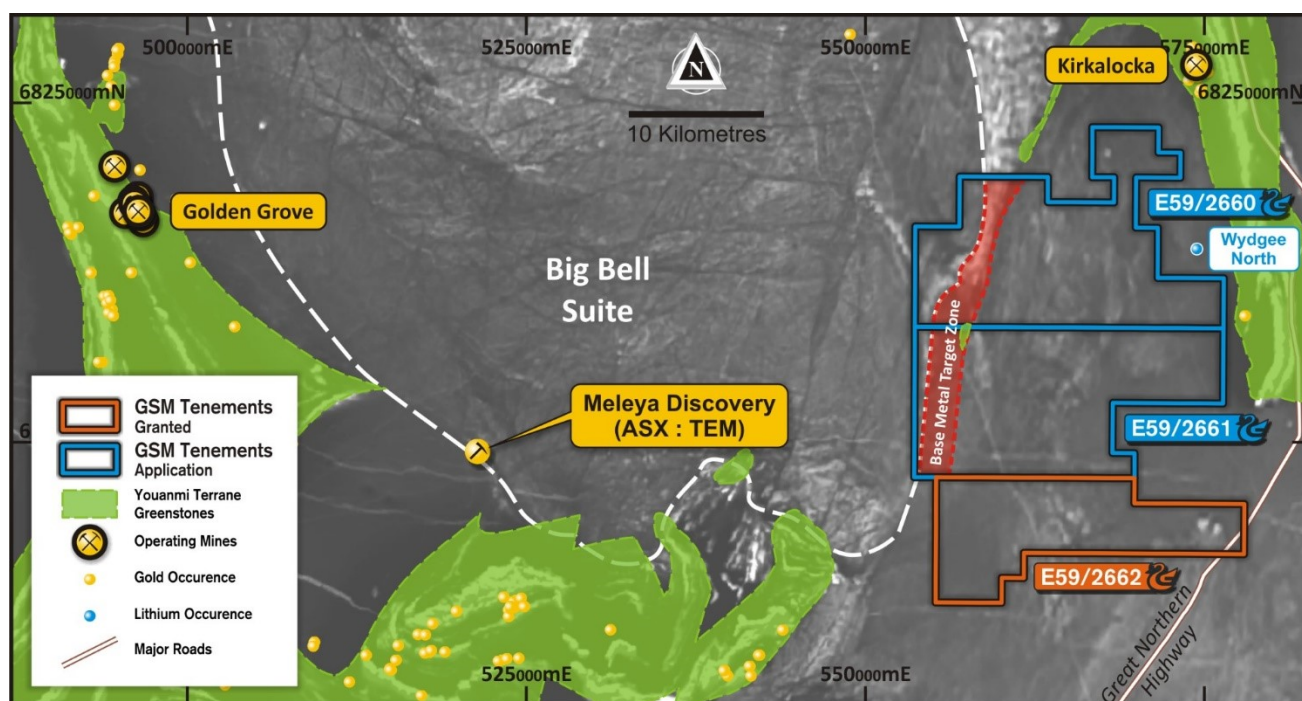 500000mE
525000mE
550000mE
575000mE
6825000mN
6825000mN
N
10 Kilometres
Kirkalocka
Golden Grove
E59/2660
Wydgee
North
Big Bell
Suite
Base Metal Target Zone
Meleya Discovery
(ASX : TEM)
E59/2661
E59/2662
GSM Tenements
Granted
GSM Tenements
Application
Youanmi Terrane
Greenstones
Operating Mines
Gold Occurence
Lithium Occurence
Major Roads
6
Great Northern
Highway
525000mE
550000mE